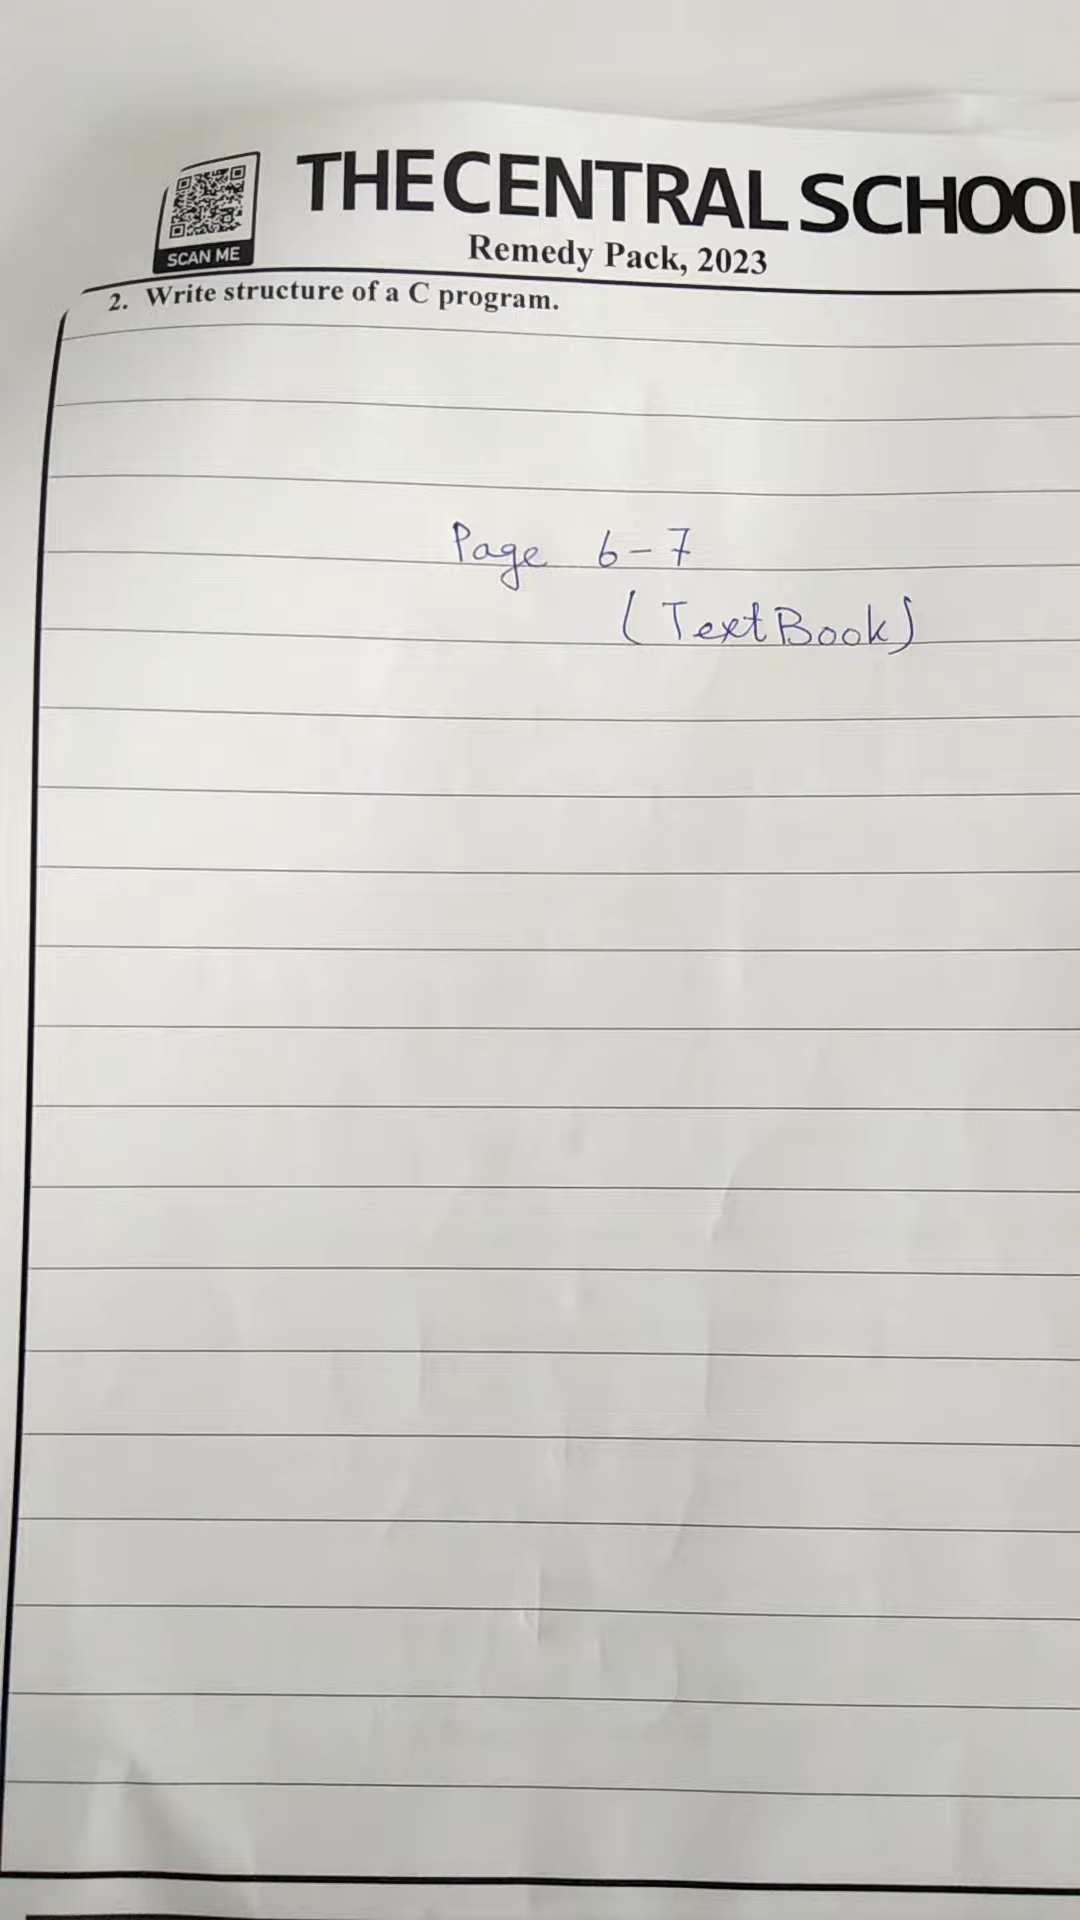 THE CENTRAL SCHOO
SCAN ME
Remedy Pack, 2023
2. Write structure of a C program.
Page 6-7
(TextBook)